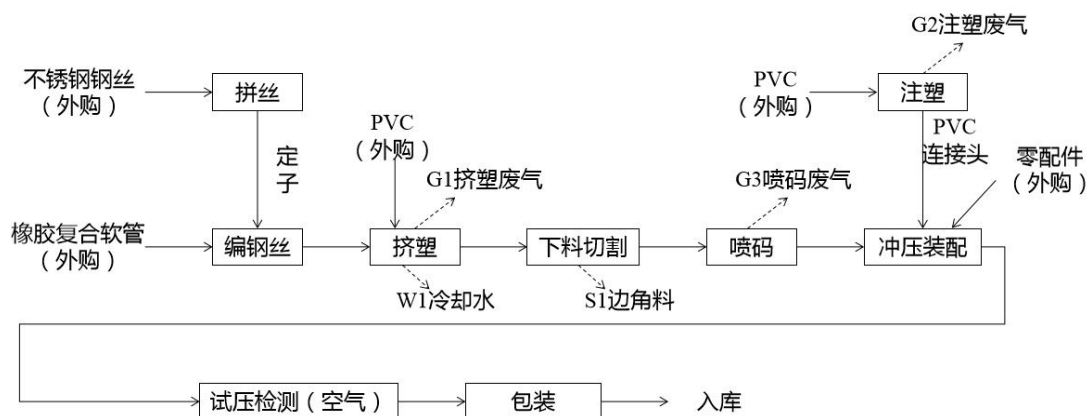 G2注塑废气
不锈钢钢丝
（外购）
拼丝
PVC
（外购）
注塑
定
子
PVC
（外购）
G1挤塑废气
G3喷码废气
PVC
连接头
零配件
（外购）
橡胶复合软管
（外购）
编钢丝
挤塑
下料切割
喷码
冲压装配
W1冷却水
S1边角料
试压检测（空气）
包装
入库